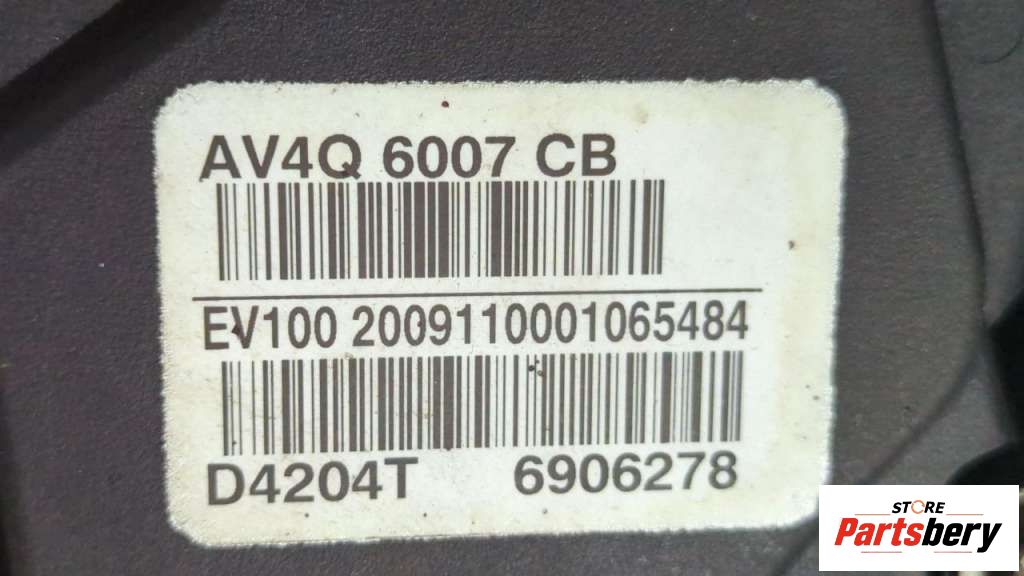 AV4Q 6007 CB
EV100 2009110001065484
D4204T 6906278
STORE
Partsbery